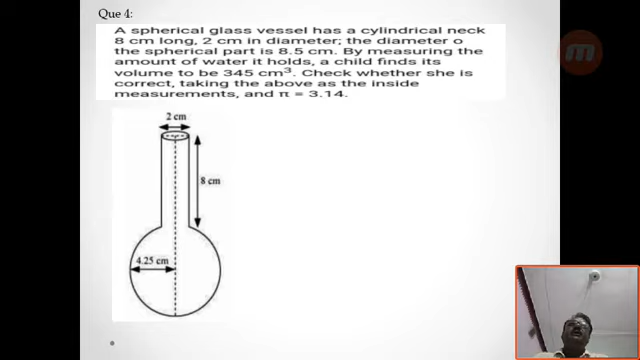 Que 4:
A spherical glass vessel has a cylindrical neck
8 cm long, 2 cm in diameter; the diameter o
the spherical part is 8.5 cm. By measuring the
amount of water it holds, a child finds its
volume to be 345 cm³. Check whether she is
correct, taking the above as the inside
measurements, and π = 3.14.
2 cm
8 cm
4.25 cm